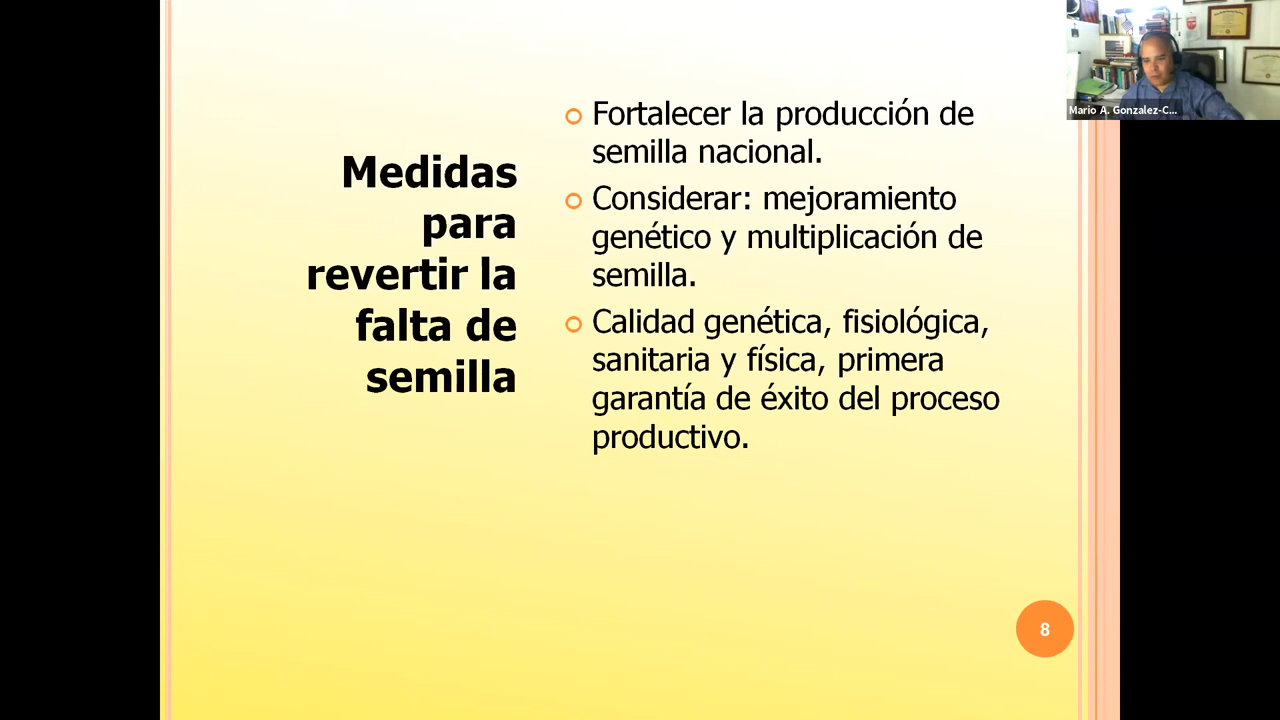 Medidas
para
revertir la
falta de
semilla
Fortalecer la producción de
semilla nacional.
Considerar: mejoramiento
genético y multiplicación de
semilla.
Calidad genética, fisiológica,
sanitaria y física, primera
garantía de éxito del proceso
productivo.
8
Mario A. Gonzalez-C...